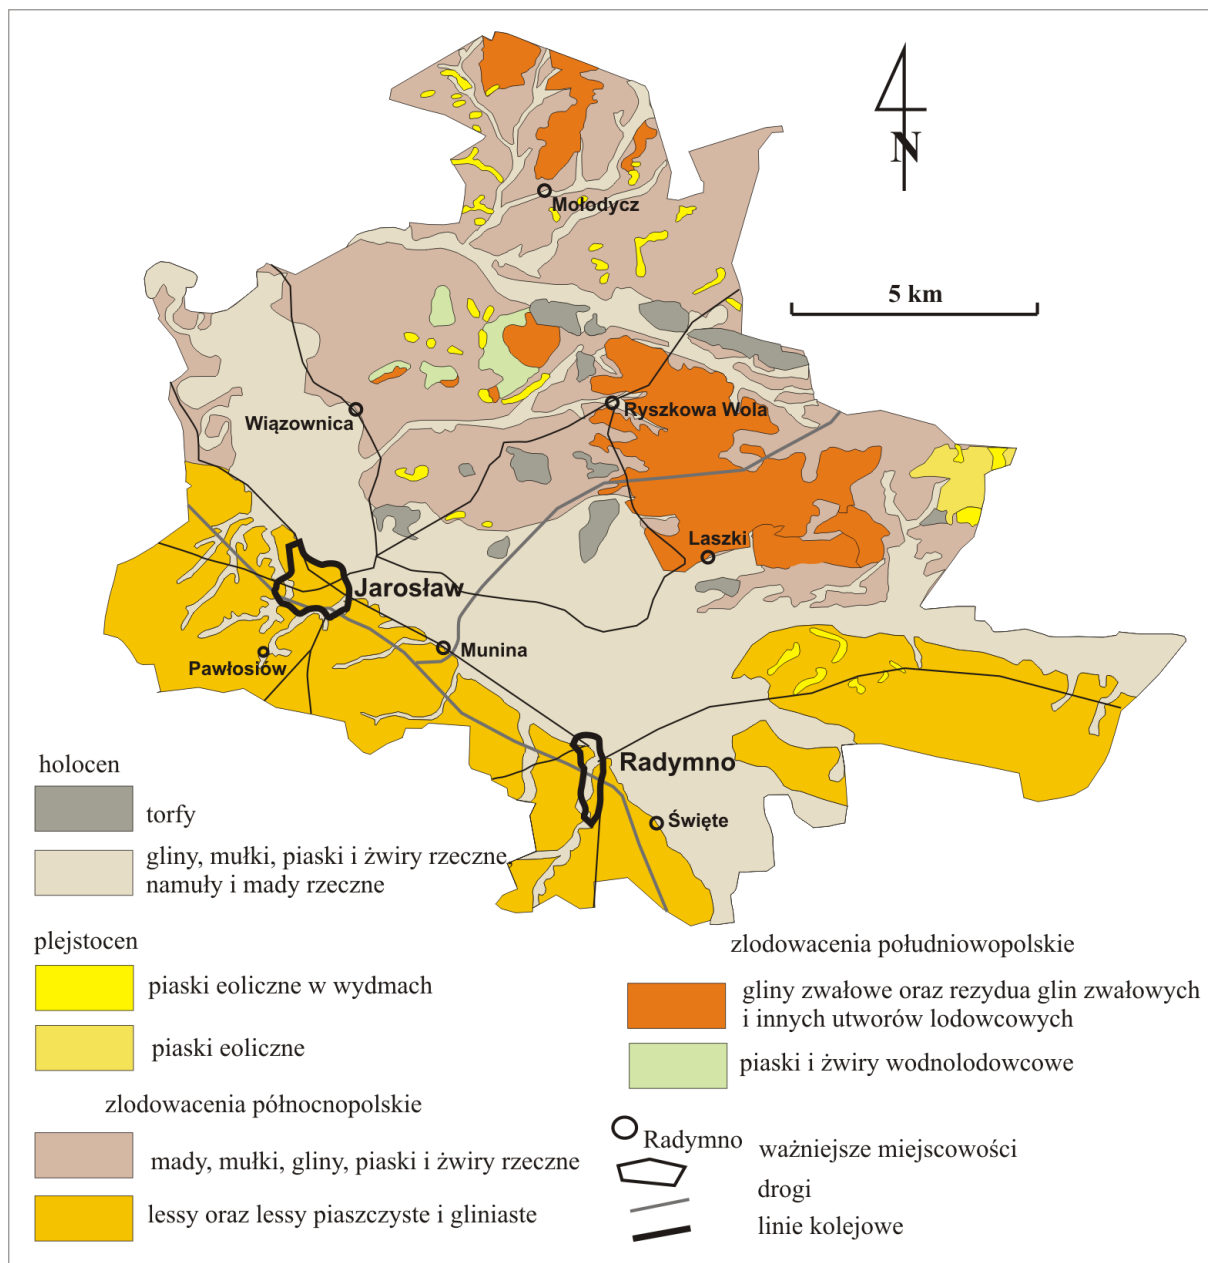 N
Mołodycz
5 km
Wiązownica
Ryszkowa Wola
Laszki
Jarosław
Munina
Pawłosiów
Radymno
Święte
holocen
torfy
gliny, mułki, piaski i żwiry rzeczne,
namuły i mady rzeczne
plejstocen
piaski eoliczne w wydmach
piaski eoliczne
zlodowacenia północnopolskie
mady, mułki, gliny, piaski i żwiry rzeczne
lessy oraz lessy piaszczyste i gliniaste
zlodowacenia południowopolskie
gliny zwałowe oraz rezydua glin zwałowych
i innych utworów lodowcowych
piaski i żwiry wodnolodowcowe
Radymno
ważniejsze miejscowości
drogi
linie kolejowe